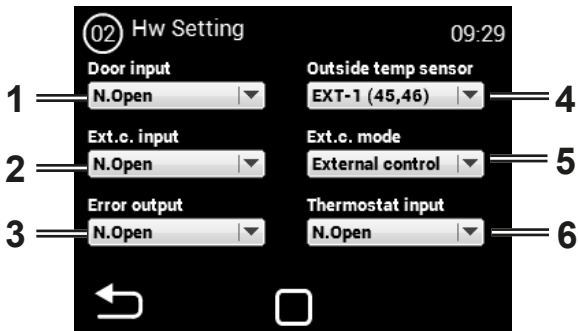 02 Hw Setting 09:29
Door input Outside temp sensor
1 N.Open EXT-1 (45,46) 4
Ext.c. input Ext.c. mode
2 N.Open External control 5
Error output Thermostat input
3 N.Open N.Open 6